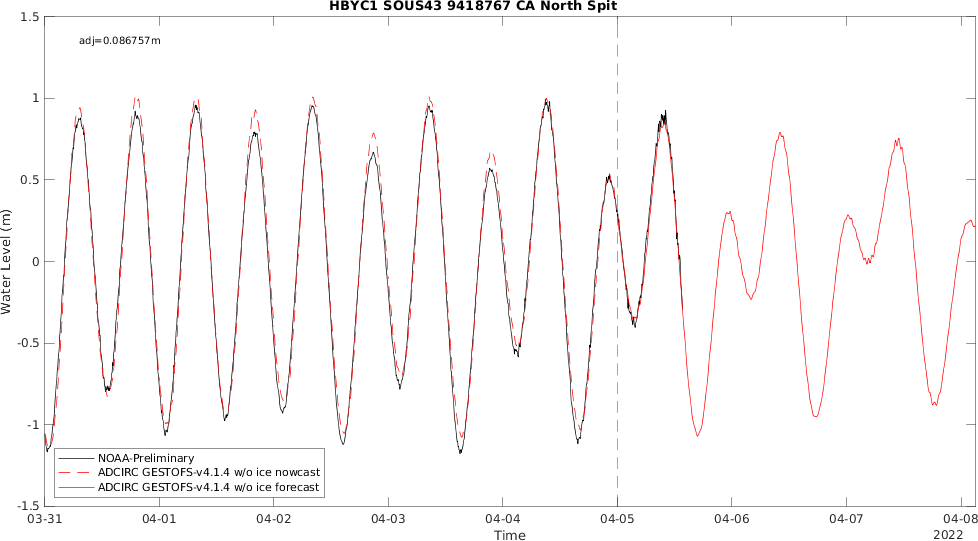 HBYC1 SOUS43 9418767 CA North Spit
adj=0.086757m
1.5
1
0.5
0
-0.5
-1
-1.5
Water Level (m)
NOAA-Preliminary
ADCIRC GESTOFS-v4.1.4 w/o ice nowcast
ADCIRC GESTOFS-v4.1.4 w/o ice forecast
03-31 04-01 04-02 04-03 04-04 04-05 04-06 04-07 04-08
Time
2022